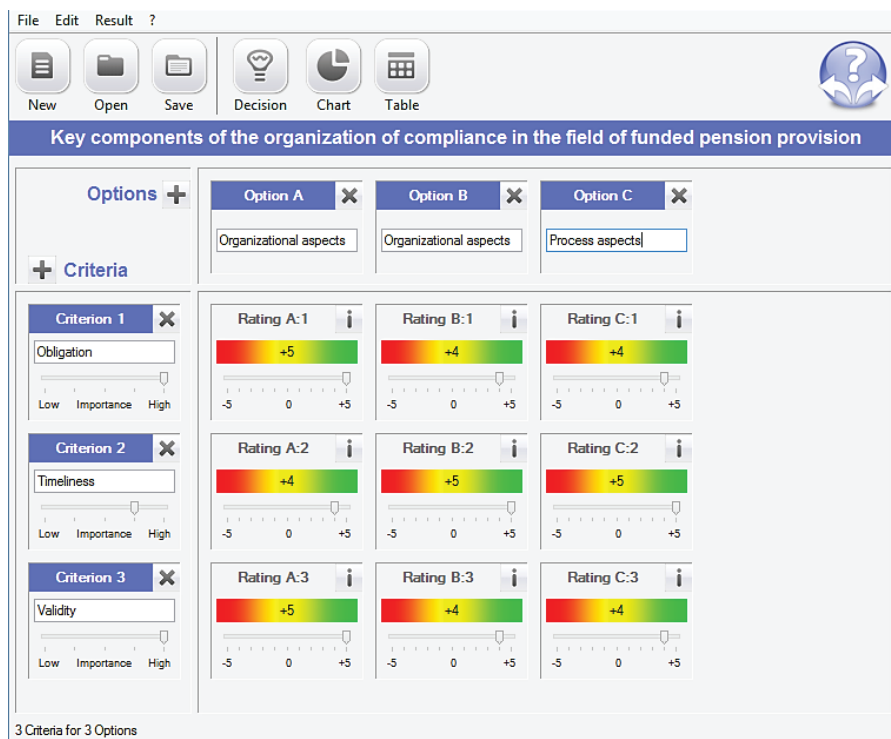 File Edit Result ?
New Open Save Decision Chart Table
?
Key components of the organization of compliance in the field of funded pension provision
Options
Option A Option B Option C
Organizational aspects Organizational aspects Process aspects
Criteria
Criterion 1 Rating A:1 i Rating B:1 i Rating C:1 i
Obligation +5 +4 +4
Low Importance High -5 0 +5 -5 0 +5 -5 0 +5
Criterion 2 Rating A:2 i Rating B:2 i Rating C:2 i
Timeliness +4 +5 +5
Low Importance High -5 0 +5 -5 0 +5 -5 0 +5
Criterion 3 Rating A:3 i Rating B:3 i Rating C:3 i
Validity +5 +4 +4
Low Importance High -5 0 +5 -5 0 +5 -5 0 +5
3 Criteria for 3 Options